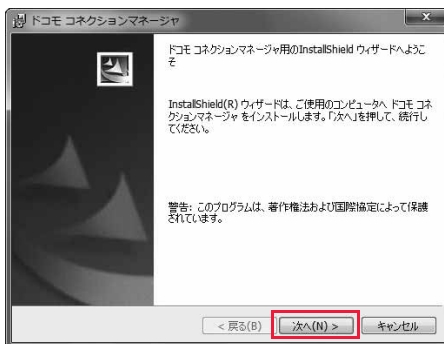 ドコモ コネクションマネージャ
ドコモ コネクションマネージャ用のInstallShield ウィザードへようこ
そ
InstallShield(R) ウィザードは、ご使用のコンピュータへ ドコモ コネ
クションマネージャ をインストールします。「次へ」を押して、続行し
てください。
警告: このプログラムは、著作権法および国際協定によって保護
されています。
< 戻る(B)
次へ(N) >
キャンセル